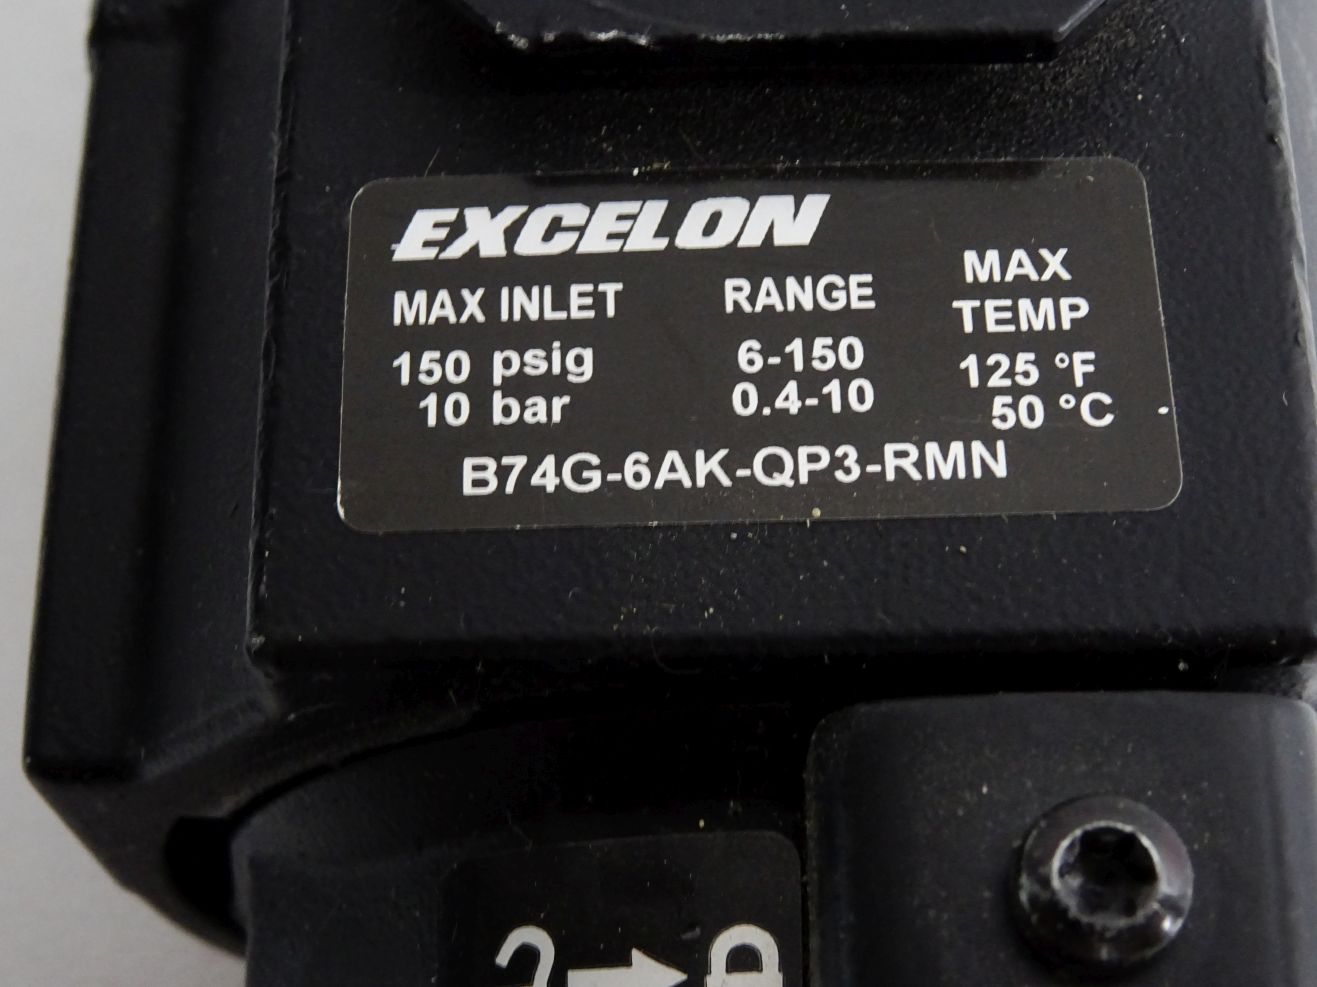 EXCELON
MAX INLET RANGE MAX TEMP
150 psig 6-150 125 °F
10 bar 0.4-10 50 °C
B74G-6AK-QP3-RMN